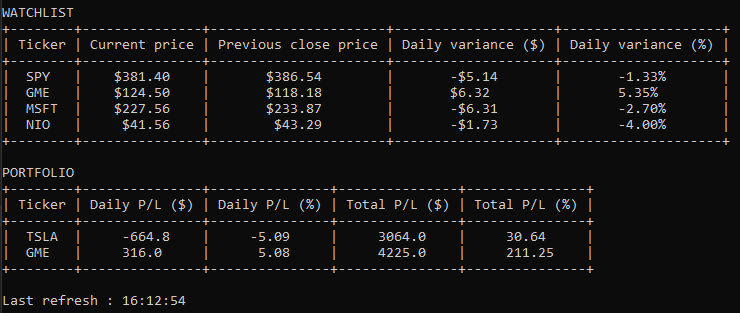 WATCHLIST
+--------+---------------+----------------------+--------------------+--------------------+
| Ticker | Current price | Previous close price | Daily variance ($) | Daily variance (%) |
+--------+---------------+----------------------+--------------------+--------------------+
| SPY | $381.40 | $386.54 | -$5.14 | -1.33% |
| GME | $124.50 | $118.18 | $6.32 | 5.35% |
| MSFT | $227.56 | $233.87 | -$6.31 | -2.70% |
| NIO | $41.56 | $43.29 | -$1.73 | -4.00% |
+--------+---------------+----------------------+--------------------+--------------------+
PORTFOLIO
+--------+---------------+---------------+---------------+---------------+
| Ticker | Daily P/L ($) | Daily P/L (%) | Total P/L ($) | Total P/L (%) |
+--------+---------------+---------------+---------------+---------------+
| TSLA | -664.8 | -5.09 | 3064.0 | 30.64 |
| GME | 316.0 | 5.08 | 4225.0 | 211.25 |
+--------+---------------+---------------+---------------+---------------+
Last refresh : 16:12:54